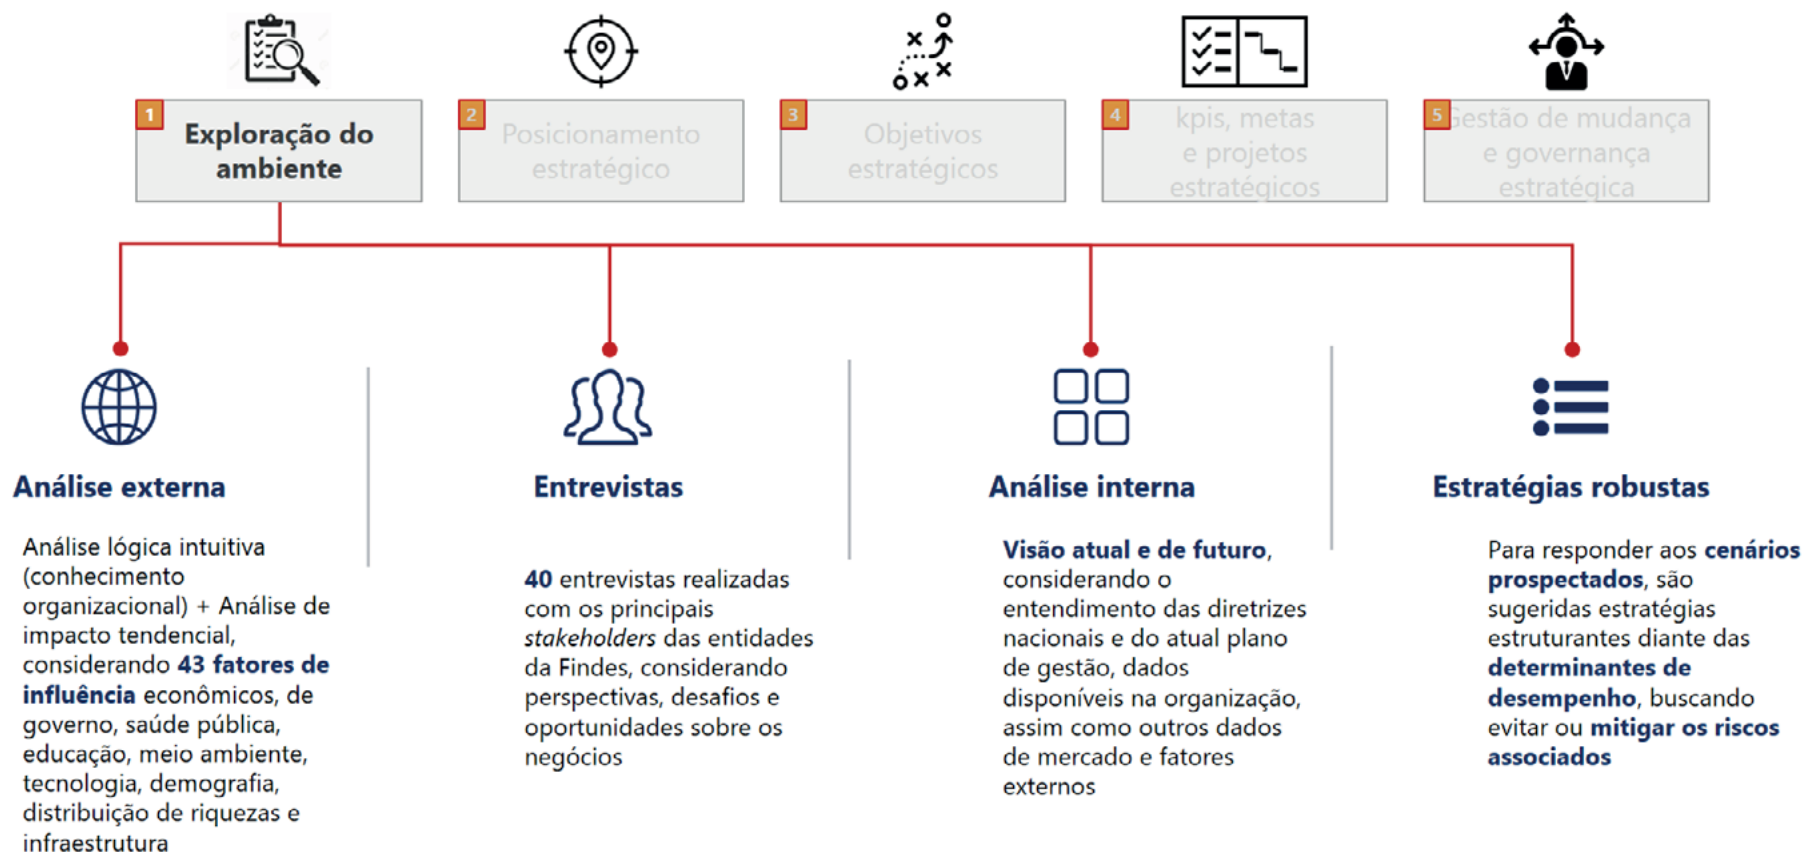 1
Exploração do
ambiente
2
Posicionamento
estratégico
3
Objetivos
estratégicos
4
kpis, metas
e projetos
estratégicos
5
Gestão de mudança
e governança
estratégica
Análise externa
Análise lógica intuitiva
(conhecimento
organizacional) + Análise de
impacto tendencial,
considerando 43 fatores de
influência econômicos, de
governo, saúde pública,
educação, meio ambiente,
tecnologia, demografia,
distribuição de riquezas e
infraestrutura
Entrevistas
40 entrevistas realizadas
com os principais
stakeholders das entidades
da Findes, considerando
perspectivas, desafios e
oportunidades sobre os
negócios
Análise interna
Visão atual e de futuro,
considerando o
entendimento das diretrizes
nacionais e do atual plano
de gestão, dados
disponíveis na organização,
assim como outros dados
de mercado e fatores
externos
Estratégias robustas
Para responder aos cenários
prospectados, são
sugeridas estratégias
estruturantes diante das
determinantes de
desempenho, buscando
evitar ou mitigar os riscos
associados